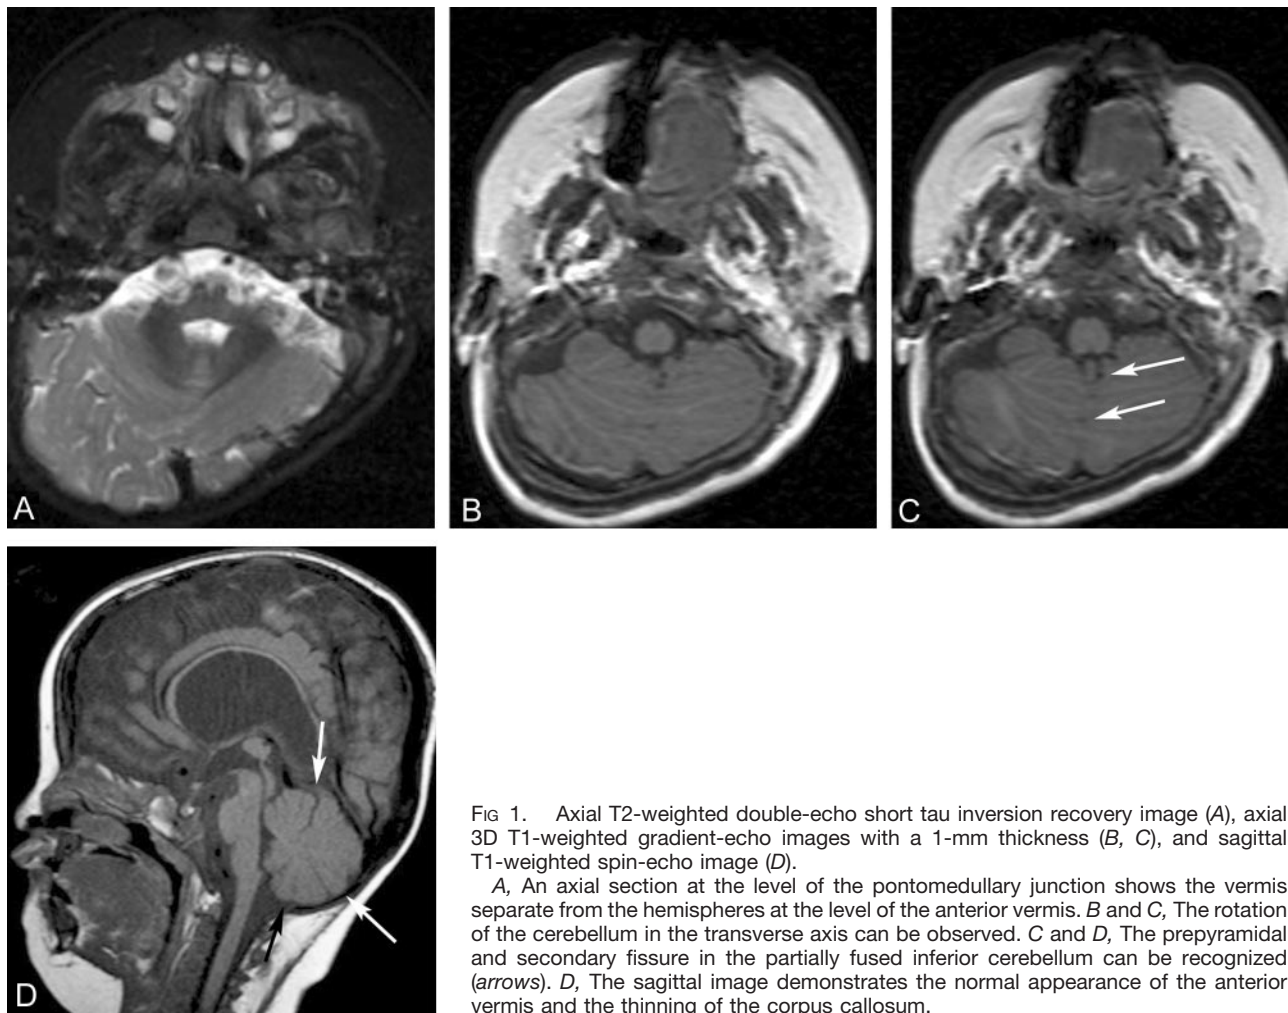 A
B
C
D
FIG 1. Axial T2-weighted double-echo short tau inversion recovery image (A), axial
3D T1-weighted gradient-echo images with a 1-mm thickness (B, C), and sagittal
T1-weighted spin-echo image (D).
A, An axial section at the level of the pontomedullary junction shows the vermis
separate from the hemispheres at the level of the anterior vermis. B and C, The rotation
of the cerebellum in the transverse axis can be observed. C and D, The prepyramidal
and secondary fissure in the partially fused inferior cerebellum can be recognized
(arrows). D, The sagittal image demonstrates the normal appearance of the anterior
vermis and the thinning of the corpus callosum.